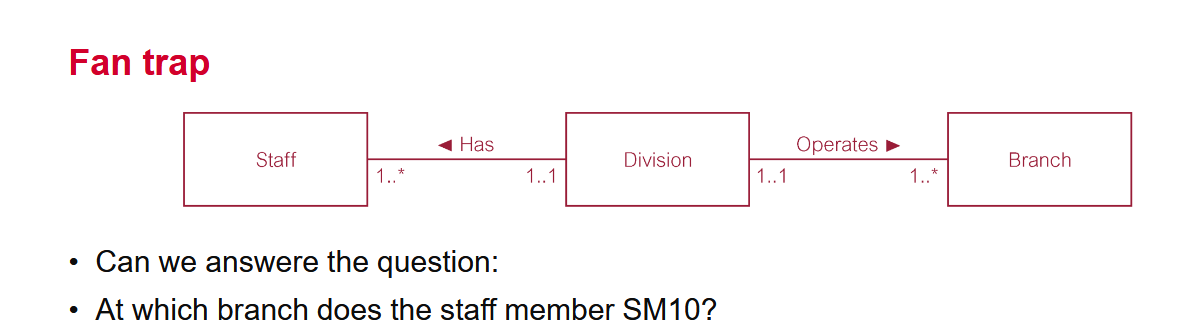 Fan trap
Staff
◄ Has
1..*
1..1
Division
Operates ►
1..1
1..*
Branch
• Can we answere the question:
• At which branch does the staff member SM10?